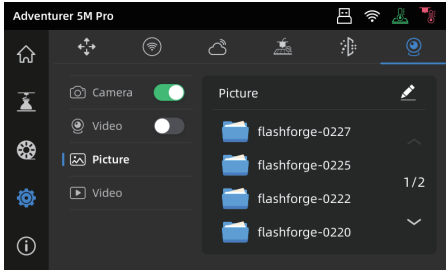 Adventurer 5M Pro
Camera
Video
Picture
Video
Picture
flashforge-0227
flashforge-0225
flashforge-0222
flashforge-0220
1/2